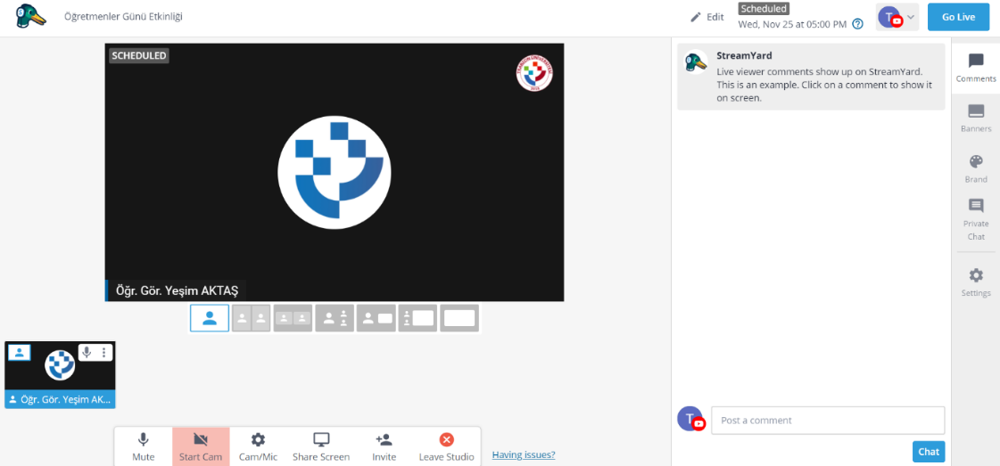 Öğretmenler Günü Etkinliği
Edit
Scheduled
Wed, Nov 25 at 05:00 PM
T
Go Live
SCHEDULED
Öğr. Gör. Yeşim AKTAŞ
Öğr. Gör. Yeşim AK...
Mute
Start Cam
Cam/Mic
Share Screen
Invite
Leave Studio
Having issues?
StreamYard
Live viewer comments show up on StreamYard.
This is an example. Click on a comment to show it
on screen.
T
Post a comment
Chat
Comments
Banners
Brand
Private
Chat
Settings